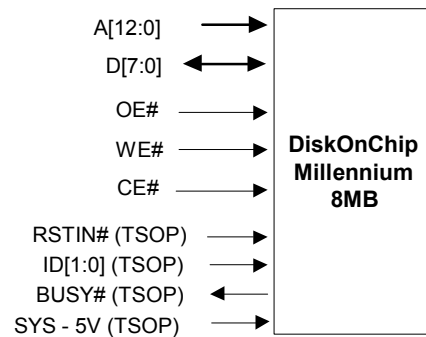 A[12:0]
D[7:0]
OE#
WE#
CE#
RSTIN# (TSOP)
ID[1:0] (TSOP)
BUSY# (TSOP)
SYS - 5V (TSOP)
DiskOnChip
Millennium
8MB